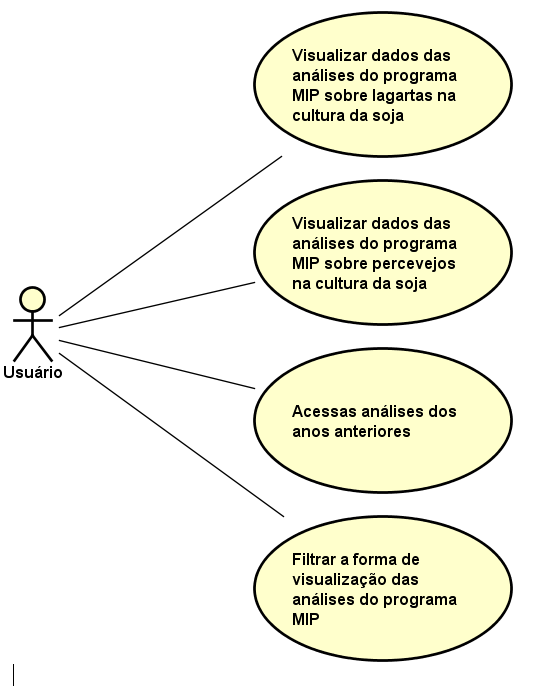 Visualizar dados das
análises do programa
MIP sobre lagartas na
cultura da soja
Visualizar dados das
análises do programa
MIP sobre percevejos
na cultura da soja
Usuário
Acessas análises dos
anos anteriores
Filtrar a forma de
visualização das
análises do programa
MIP